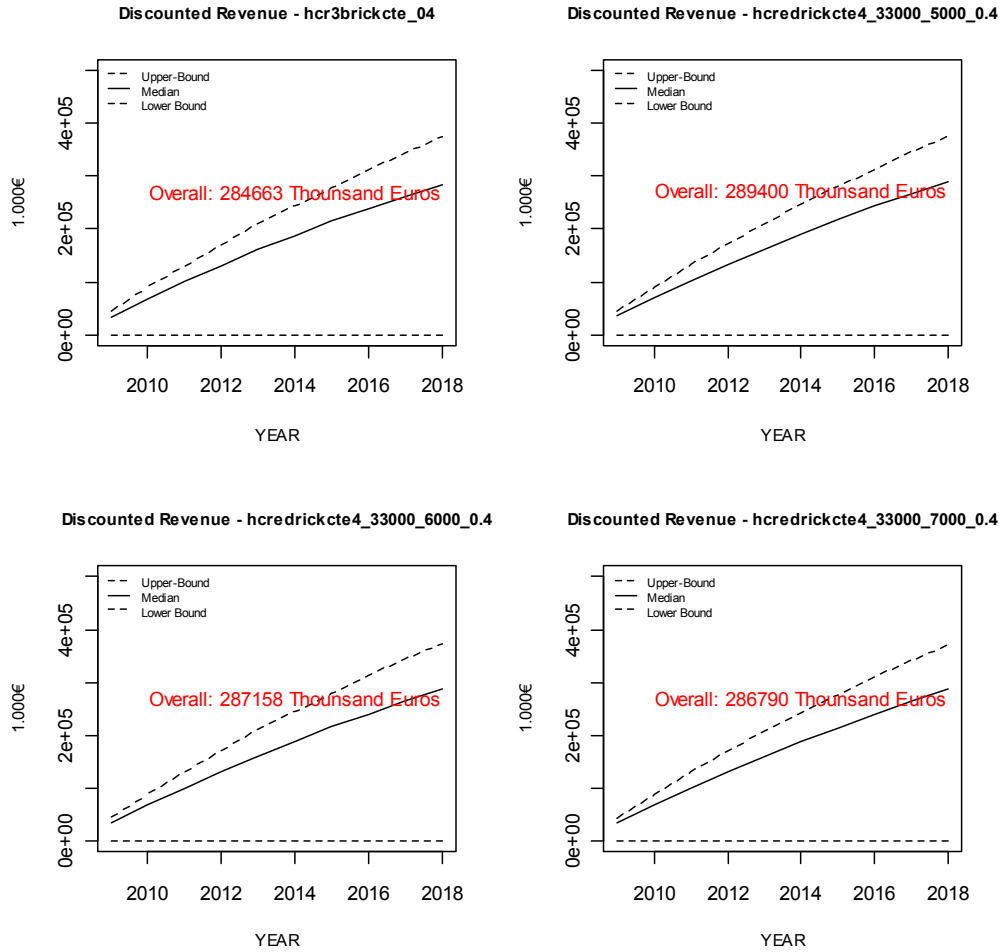 Discounted Revenue - hcr3brickcte_04
Upper-Bound
Median
Lower Bound
Overall: 284663 Thounsand Euros
1.000€
0e+00
2e+05
4e+05
2010 2012 2014 2016 2018
YEAR
Discounted Revenue - hcredrickcte4_33000_5000_0.4
Upper-Bound
Median
Lower Bound
Overall: 289400 Thounsand Euros
1.000€
0e+00
2e+05
4e+05
2010 2012 2014 2016 2018
YEAR
Discounted Revenue - hcredrickcte4_33000_6000_0.4
Upper-Bound
Median
Lower Bound
Overall: 287158 Thounsand Euros
1.000€
0e+00
2e+05
4e+05
2010 2012 2014 2016 2018
YEAR
Discounted Revenue - hcredrickcte4_33000_7000_0.4
Upper-Bound
Median
Lower Bound
Overall: 286790 Thounsand Euros
1.000€
0e+00
2e+05
4e+05
2010 2012 2014 2016 2018
YEAR